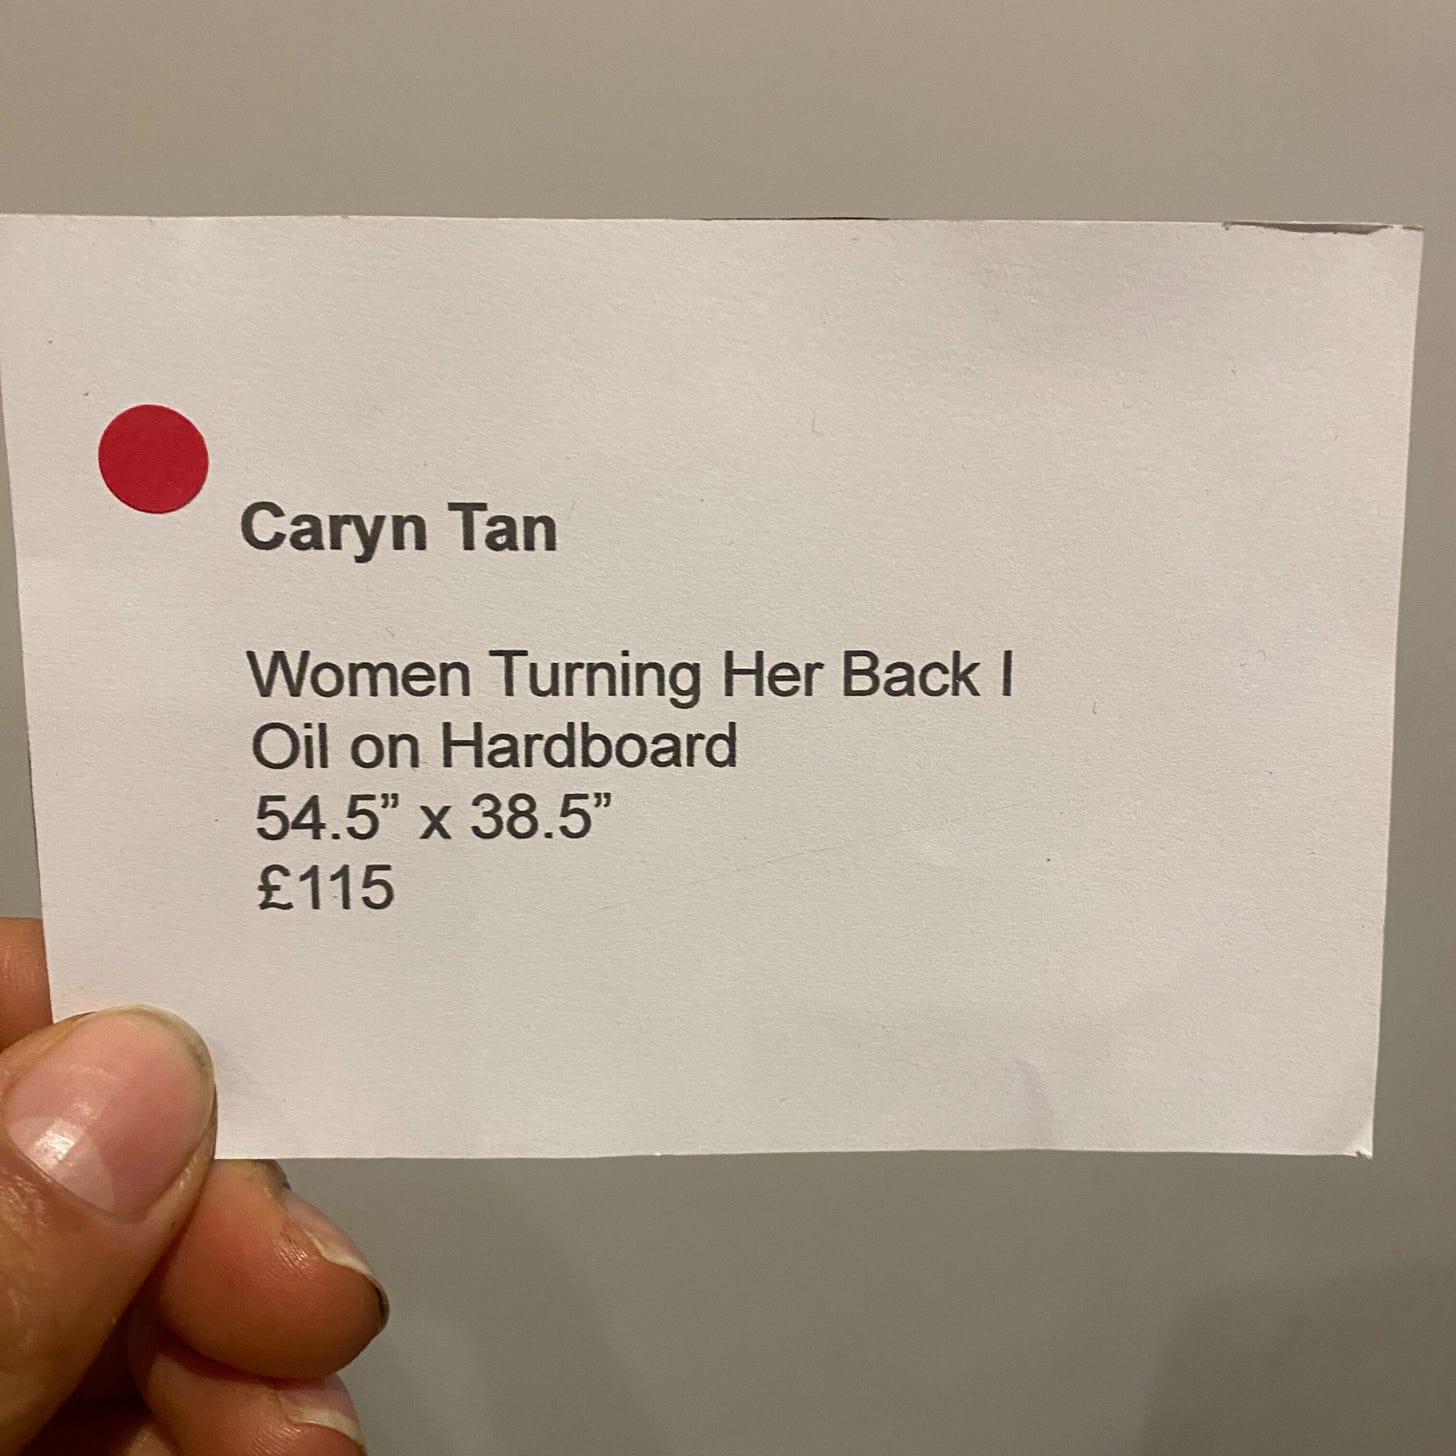 Caryn Tan
Women Turning Her Back I
Oil on Hardboard
54.5” x 38.5”
£115